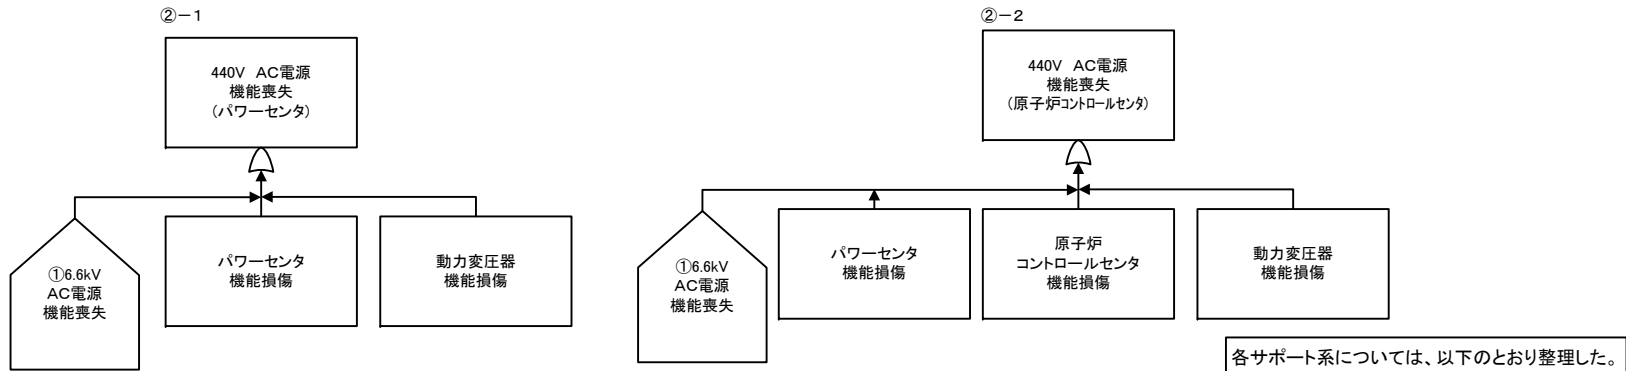 ②-1
440V AC電源
機能喪失
(パワーセンタ)
①6.6kV
AC電源
機能喪失
パワーセンタ
機能損傷
動力変圧器
機能損傷
②-2
440V AC電源
機能喪失
(原子炉コントロールセンタ)
①6.6kV
AC電源
機能喪失
パワーセンタ
機能損傷
原子炉
コントロールセンタ
機能損傷
動力変圧器
機能損傷
各サポート系については、以下のとおり整理した。